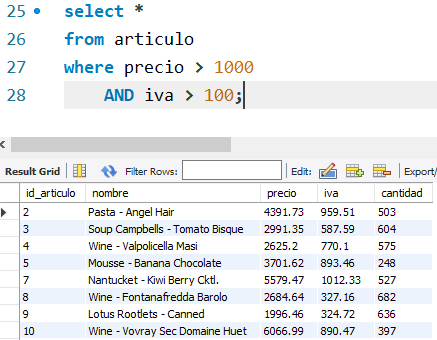 25 select *
26 from articulo
27 where precio > 1000
28 AND iva > 100;
Result Grid Filter Rows: Edit: Export/
id_articulo nombre precio iva cantidad
2 Pasta - Angel Hair 4391.73 959.51 503
3 Soup Campbells - Tomato Bisque 2991.35 587.59 604
4 Wine - Valpolicella Masi 2625.2 770.1 575
5 Mousse - Banana Chocolate 3701.62 893.46 248
7 Nantucket - Kiwi Berry Cktl. 5579.47 1012.33 527
8 Wine - Fontanafredda Barolo 2684.64 327.16 682
9 Lotus Rootlets - Canned 1996.46 324.72 636
10 Wine - Vovray Sec Domaine Huet 6066.99 890.47 397